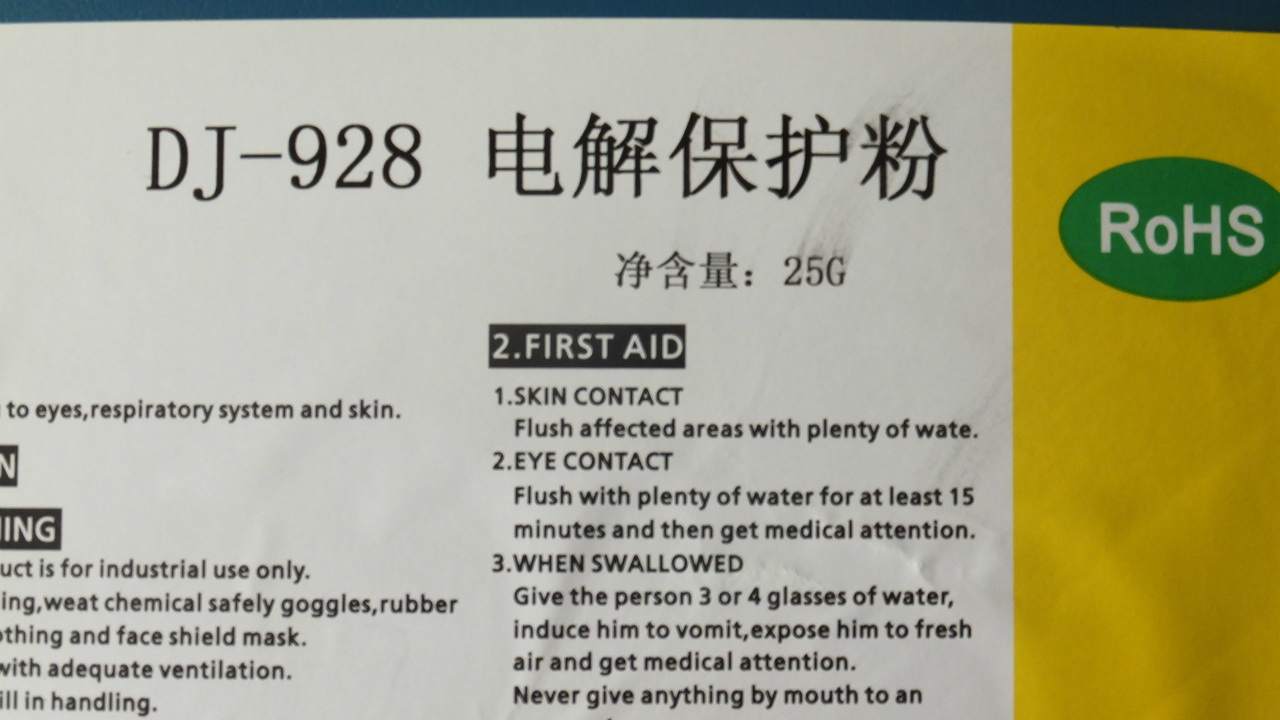 DJ-928 电解保护粉
RoHS
净含量: 25G
to eyes,respiratory system and skin.
ing,weat chemical safely goggles,rubber
and face shield mask.
with adequate ventilation.
in handling.
is for industrial use only.
2.FIRST AID
1.SKIN CONTACT
Flush affected areas with plenty of wate.
2.EYE CONTACT
Flush with plenty of water for at least 15
minutes and then get medical attention.
3.WHEN SWALLOWED
Give the person 3 or 4 glasses of water,
induce him to vomit,expose him to fresh
air and get medical attention.
Never give anything by mouth to an